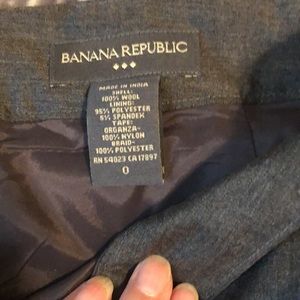 BANANA REPUBLIC
MADE IN INDIA
SHELL:
100% WOOL
LINING:
95% POLYESTER
5% SPANDEX
TAPE:
ORGANZA-
100% NYLON
BRAID-
100% POLYESTER
RN 54023 CA 17897
0